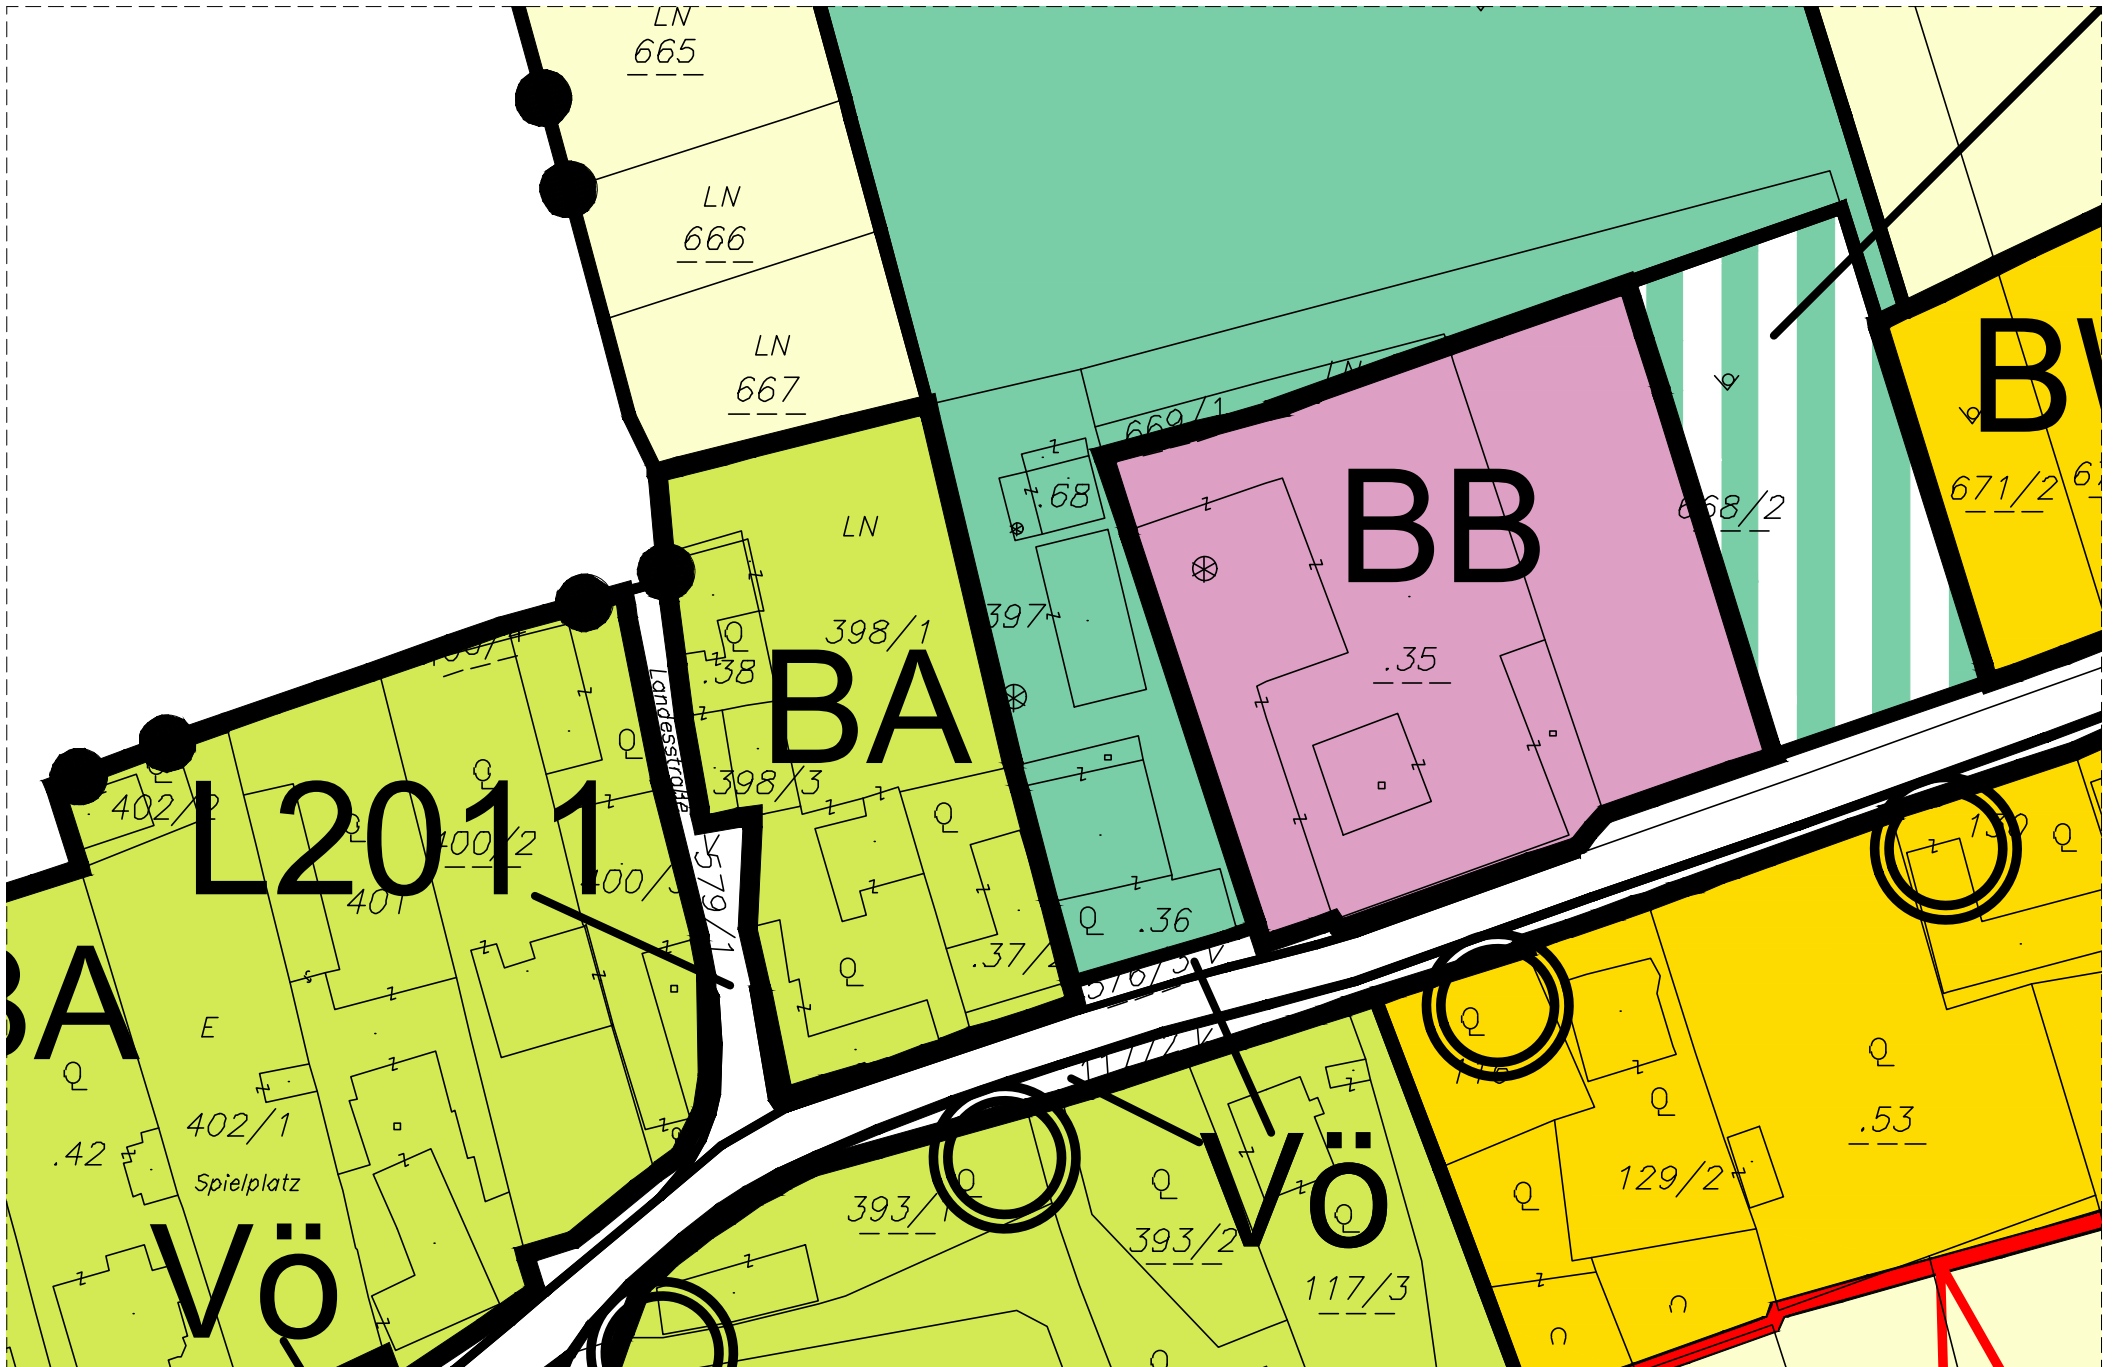 LN
665
LN
666
LN
667
LN
669/1
BW
.68
BB
LN
671/2
668/2
397
398/1
.35
.38
BA
Landesstraße
398/3
402/2
L2011
400/2
400/3
401
579/1
.36
.37/2
576/3
BA
E
402/1
.42
Spielplatz
.53
129/2
Vö
393/1
393/2
Vö
117/3